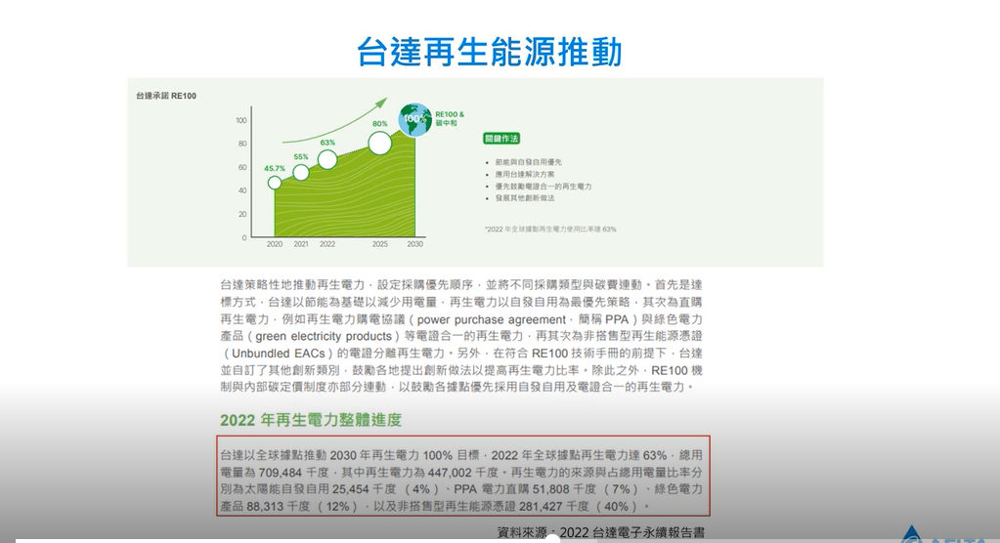 台達再生能源推動
台達承諾 RE100
100
80
60
40
20
0
45.7%
55%
63%
80%
100%
RE100 &
碳中和
2020
2021
2022
2025
2030
關鍵作法
• 節能與自發自用優先
• 應用台達解決方案
• 優先鼓勵電證合一的再生電力
• 發展其他創新做法
*2022 年全球據點再生電力使用比率達 63%
台達策略性地推動再生電力，設定採購優先順序，並將不同採購類型與碳費連動。首先是達
標方式，台達以節能為基礎以減少用電量，再生電力以自發自用為最優先策略，其次為直購
再生電力，例如再生電力購電協議（power purchase agreement，簡稱 PPA）與綠色電力
產品（green electricity products）等電證合一的再生電力，再其次為非搭售型再生能源憑證
（Unbundled EACs）的電證分離再生電力。另外，在符合 RE100 技術手冊的前提下，台達
並自訂了其他創新類別，鼓勵各地提出創新做法以提高再生電力比率。除此之外，RE100 機
制與內部碳定價制度亦部分連動，以鼓勵各據點優先採用自發自用及電證合一的再生電力。
2022 年再生電力整體進度
台達以全球據點推動 2030 年再生電力 100% 目標，2022 年全球據點再生電力達 63%，總用
電量為 709,484 千度，其中再生電力為 447,002 千度。再生電力的來源與占總用電量比率分
別為太陽能自發自用 25,454 千度（4%）、PPA 電力直購 51,808 千度（7%）、綠色電力
產品 88,313 千度（12%），以及非搭售型再生能源憑證 281,427 千度（40%）。
資料來源：2022 台達電子永續報告書